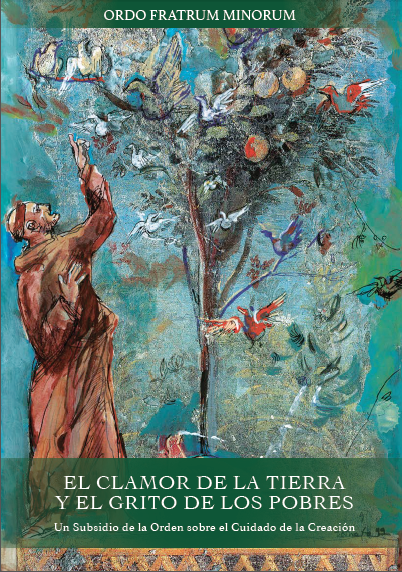 ORDO FRATRUM MINORUM
EL CLAMOR DE LA TIERRA
Y EL GRITO DE LOS POBRES
Un Subsidio de la Orden sobre el Cuidado de la Creación